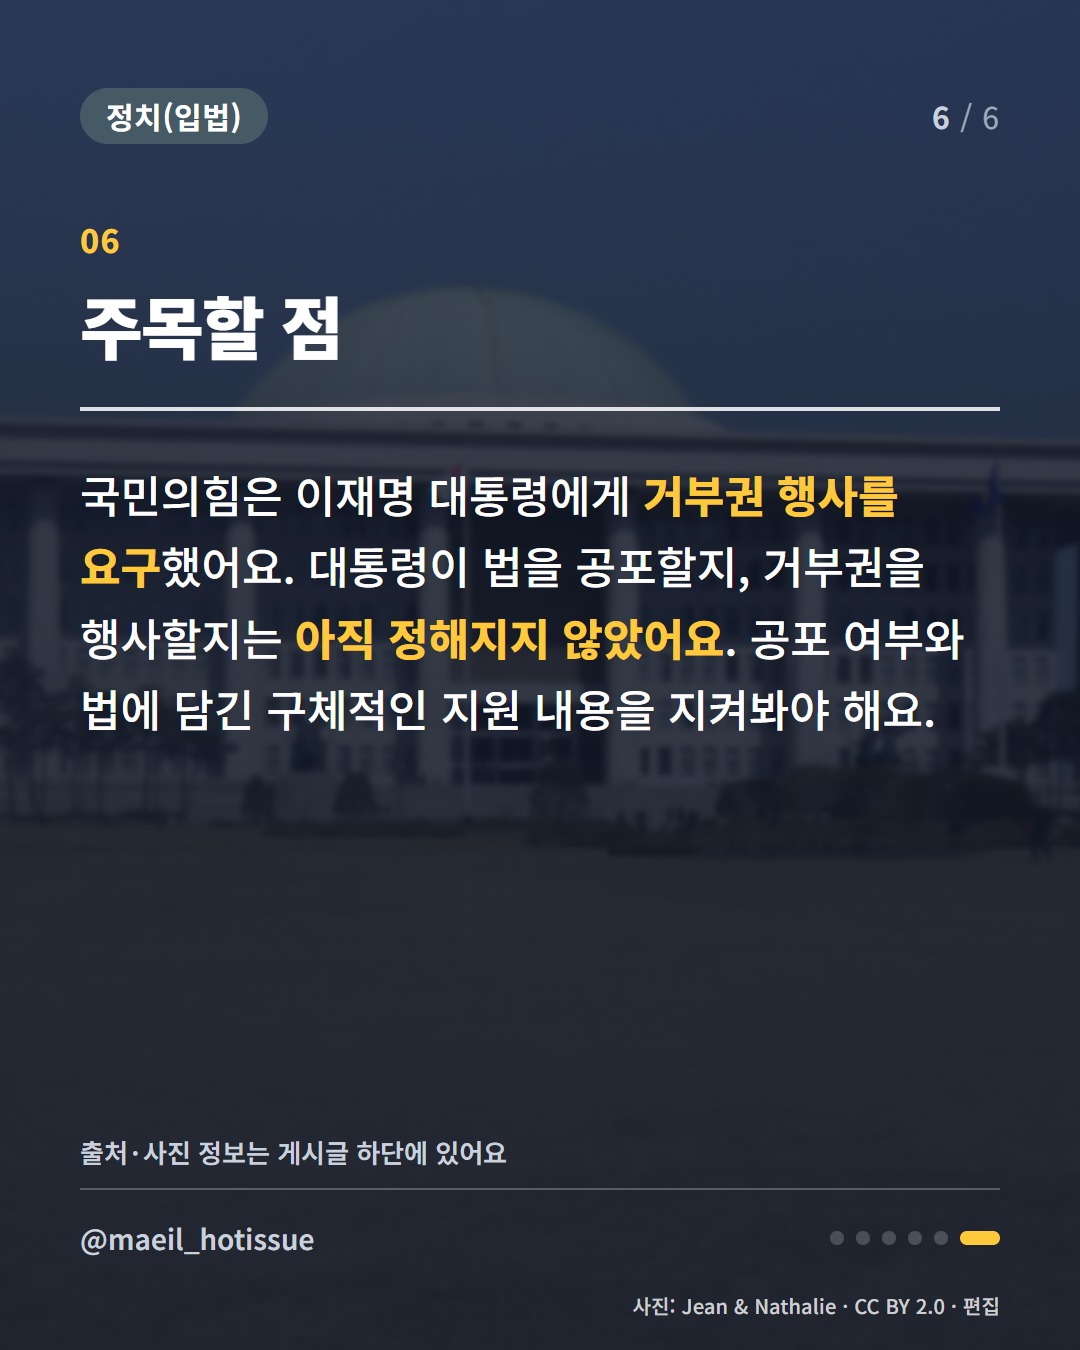 정치(입법)
6 / 6
06
주목할 점
국민의힘은 이재명 대통령에게 거부권 행사를
요구했어요. 대통령이 법을 공포할지, 거부권을
행사할지는 아직 정해지지 않았어요. 공포 여부와
법에 담긴 구체적인 지원 내용을 지켜봐야 해요.
출처·사진 정보는 게시글 하단에 있어요
@maeil_hotissue
사진: Jean & Nathalie · CC BY 2.0 · 편집